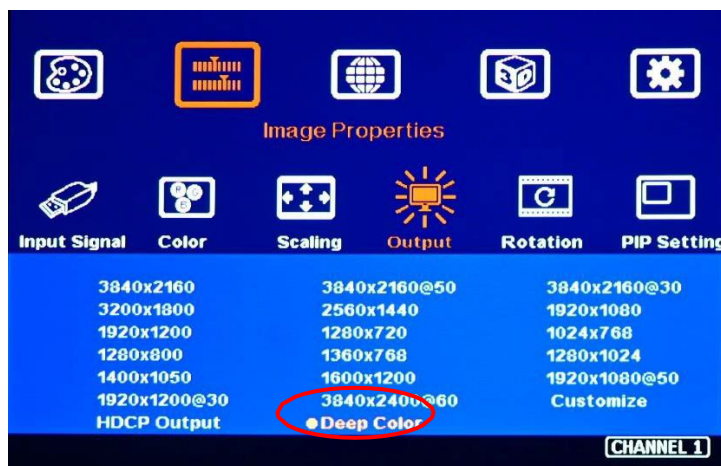 3D
Image Properties
R G
B
Input Signal Color Scaling Output Rotation PIP Setting
3840x2160 3840x2160@50 3840x2160@30
3200x1800 2560x1440 1920x1080
1920x1200 1280x720 1024x768
1280x800 1360x768 1280x1024
1400x1050 1600x1200 1920x1080@50
1920x1200@30 3840x2400@60 Customize
HDCP Output Deep Color
CHANNEL 1